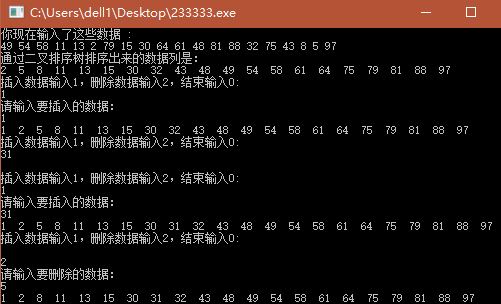 C:\Users\dell1\Desktop\233333.exe
你现在输入了这些数据 :
49 54 48 11 13 2 79 15 30 64 61 48 81 88 32 75 43 8 5 97
通过二叉排序树排序出来的数据列是:
2 5 8 11 13 15 30 32 43 48 49 54 58 61 64 75 79 81 88 97
插入数据输入1，删除数据输入2，结束输入0:
1
请输入要插入的数据:
1
1 2 5 8 11 13 15 30 32 43 48 49 54 58 61 64 75 79 81 88 97
插入数据输入1，删除数据输入2，结束输入0:
31
插入数据输入1，删除数据输入2，结束输入0:
1
请输入要插入的数据:
31
1 2 5 8 11 13 15 30 31 32 43 48 49 54 58 61 64 75 79 81 88 97
插入数据输入1，删除数据输入2，结束输入0:
2
请输入要删除的数据:
5
1 2 8 11 13 15 30 31 32 43 48 49 54 58 61 64 75 79 81 88 97